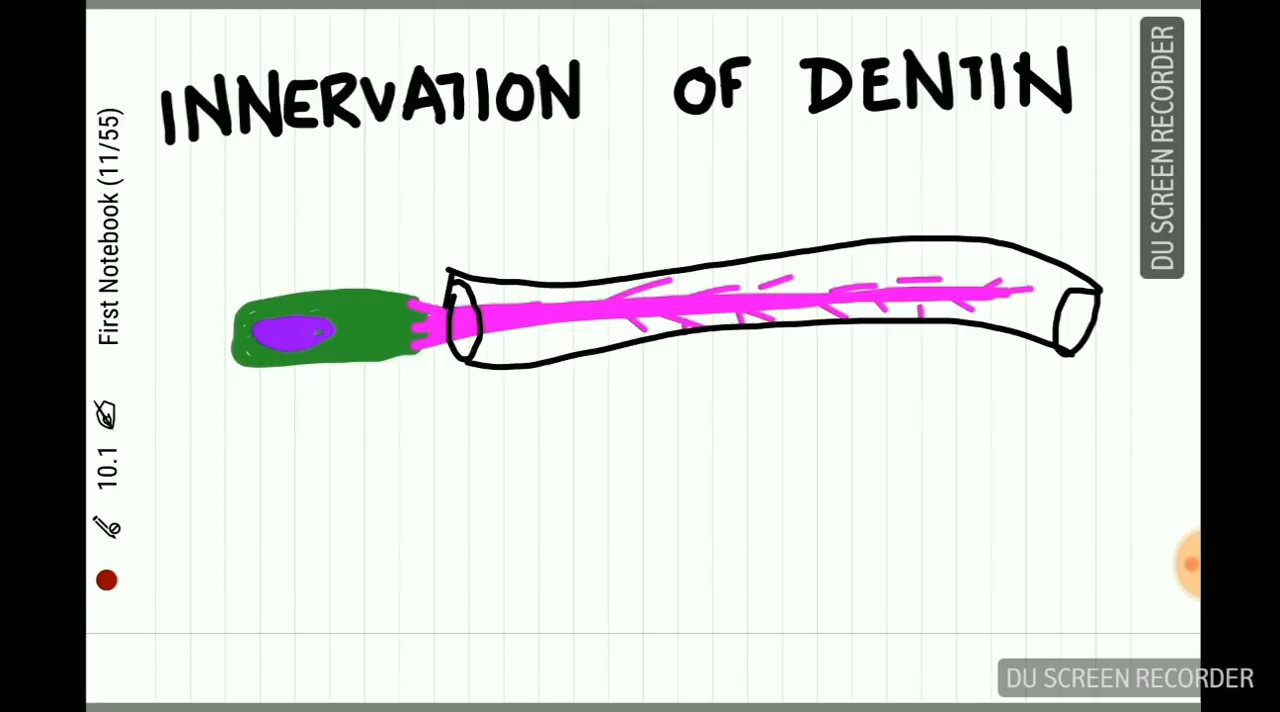 INNERVATION OF DENTIN
DU SCREEN RECORDER
First Notebook (11/55)
10.1
DU SCREEN RECORDER